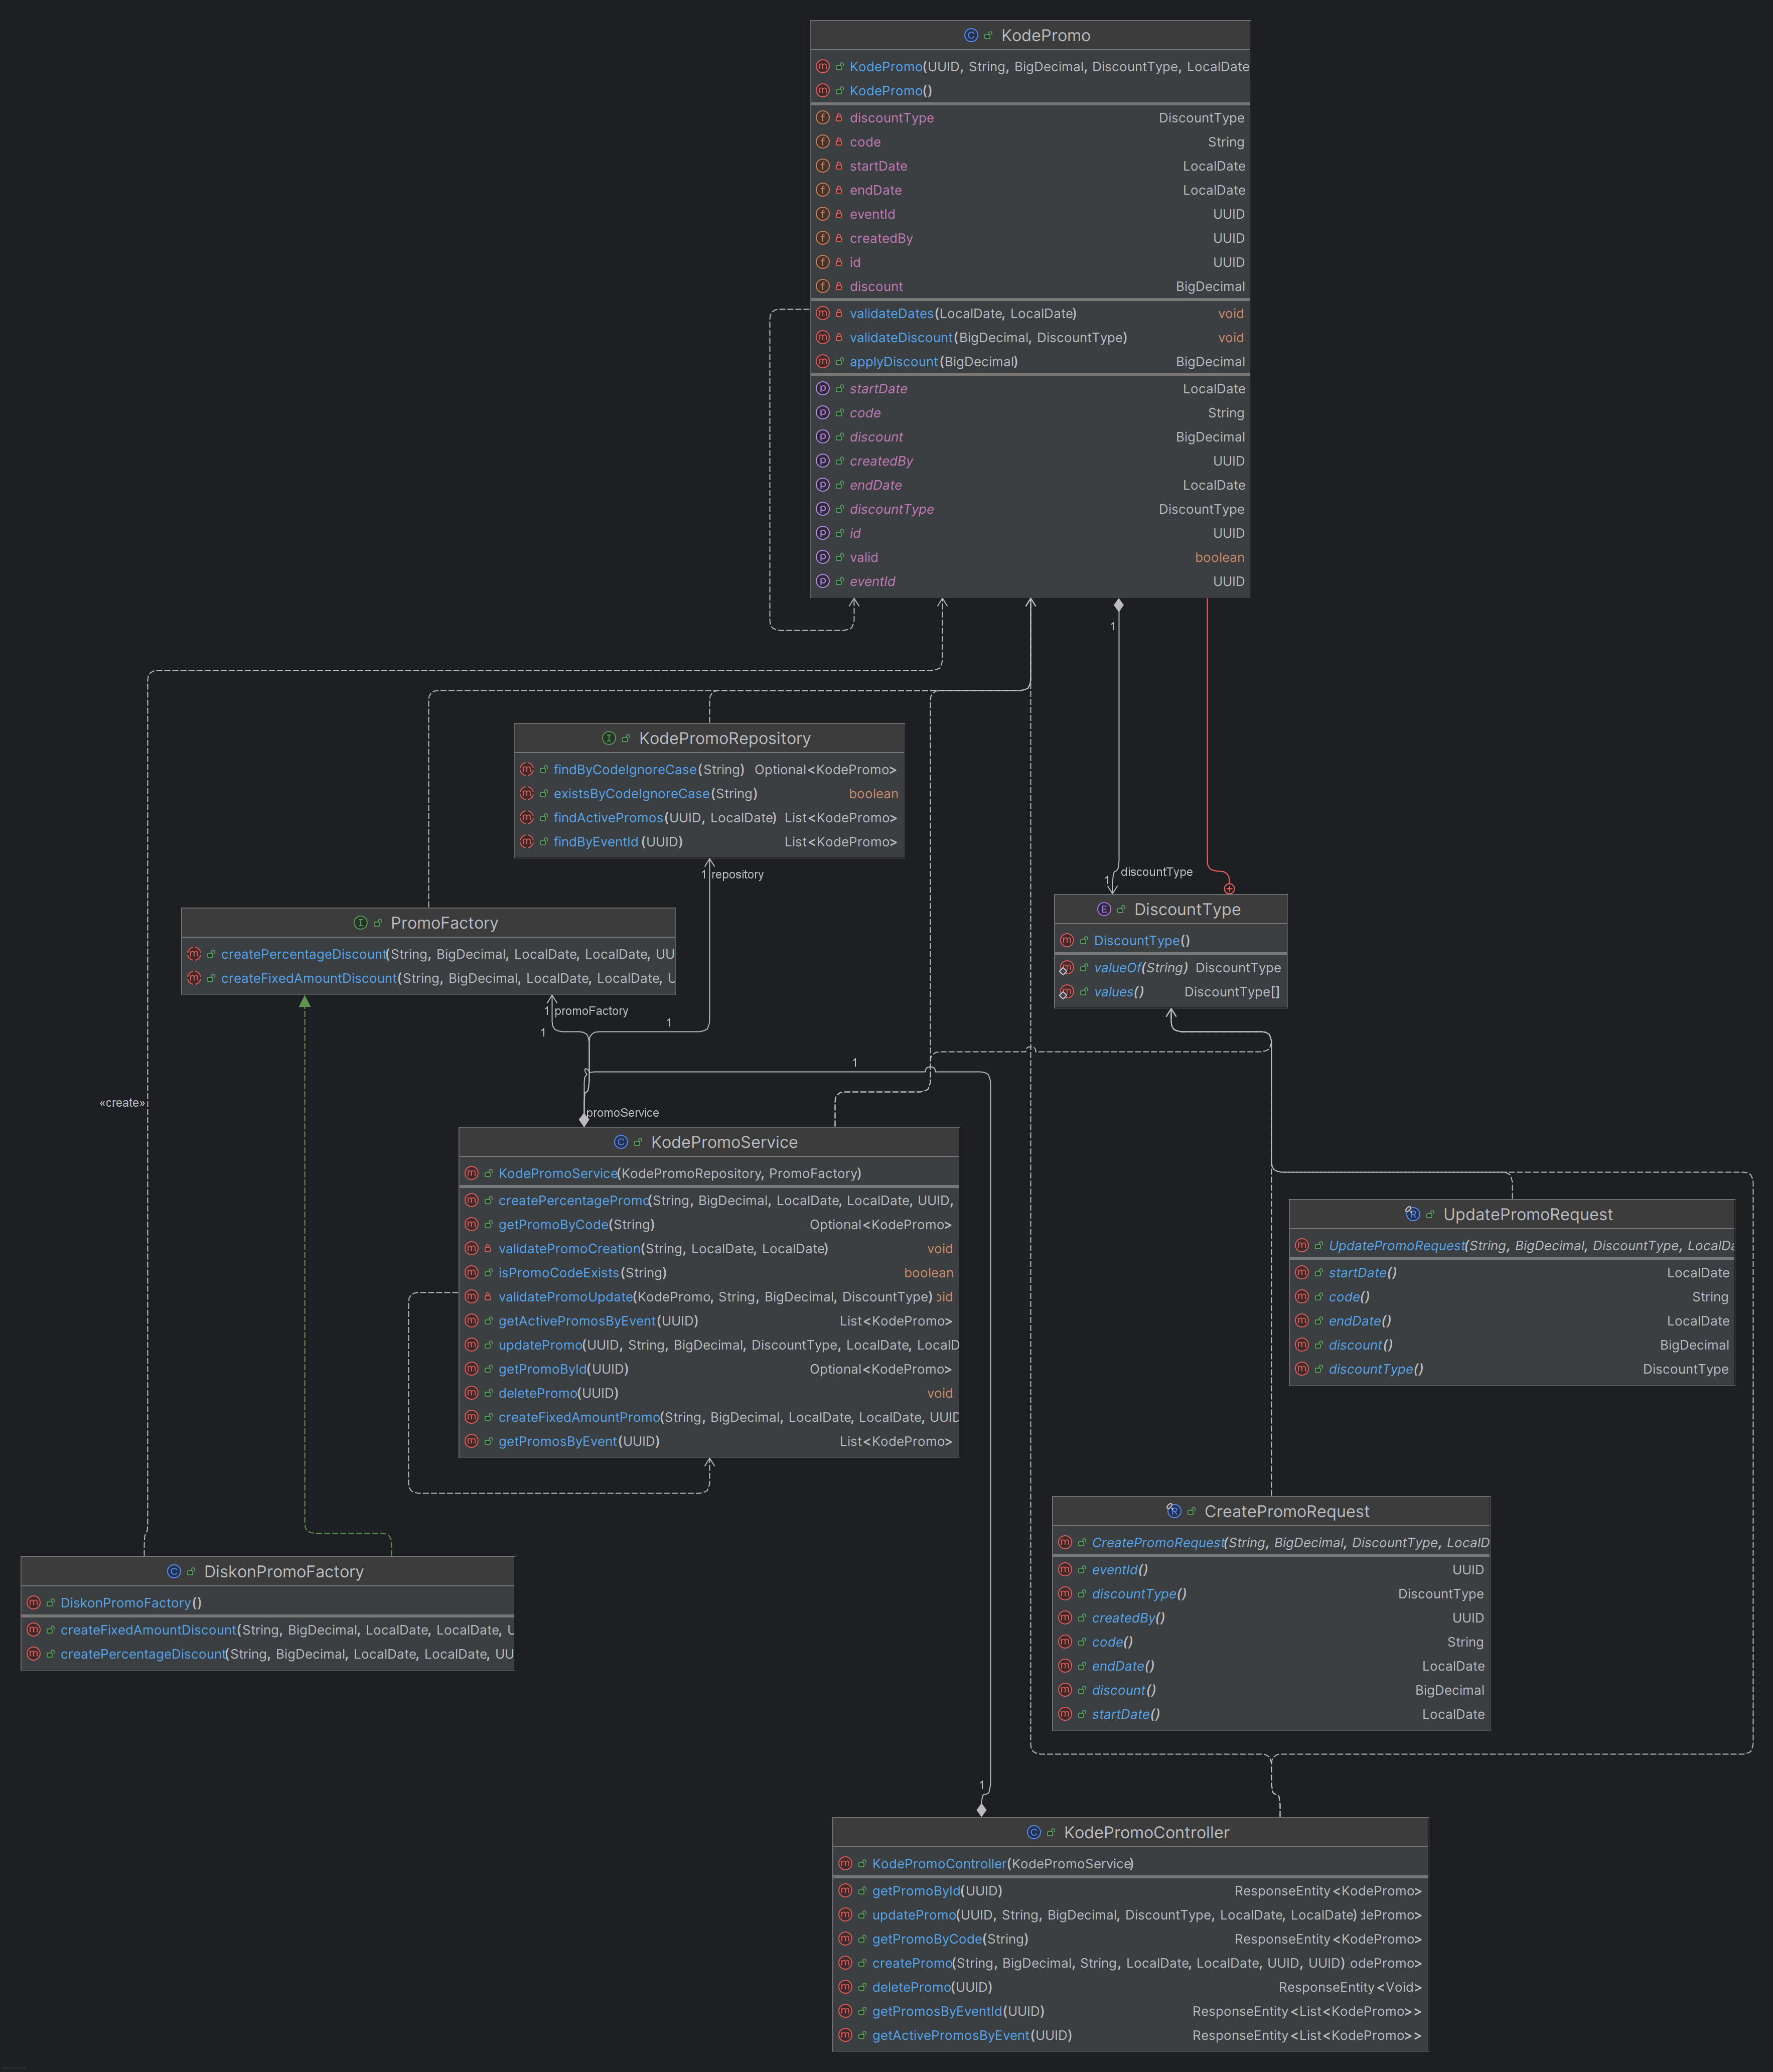 KodePromo
KodePromo(UUID, String, BigDecimal, DiscountType, LocalDate,
KodePromo()
discountType DiscountType
code String
startDate LocalDate
endDate LocalDate
eventId UUID
createdBy UUID
id UUID
discount BigDecimal
validateDates(LocalDate, LocalDate) void
validateDiscount(BigDecimal, DiscountType) void
applyDiscount(BigDecimal) BigDecimal
startDate LocalDate
code String
discount BigDecimal
createdBy UUID
endDate LocalDate
discountType DiscountType
id UUID
valid boolean
eventId UUID
1
KodePromoRepository
findByCodeIgnoreCase(String) Optional<KodePromo>
existsByCodeIgnoreCase(String) boolean
findActivePromos(UUID, LocalDate) List<KodePromo>
findByEventId(UUID) List<KodePromo>
1 repository
discountType
1
DiscountType
DiscountType()
valueOf(String) DiscountType
values() DiscountType[]
PromoFactory
createPercentageDiscount(String, BigDecimal, LocalDate, LocalDate, UU
createFixedAmountDiscount(String, BigDecimal, LocalDate, LocalDate, U
1 promoFactory
1
1
1
«create»
promoService
KodePromoService
KodePromoService(KodePromoRepository, PromoFactory)
createPercentagePromo(String, BigDecimal, LocalDate, LocalDate, UUID,
getPromoByCode(String) Optional<KodePromo>
validatePromoCreation(String, LocalDate, LocalDate) void
isPromoCodeExists(String) boolean
validatePromoUpdate(KodePromo, String, BigDecimal, DiscountType) oid
getActivePromosByEvent(UUID) List<KodePromo>
updatePromo(UUID, String, BigDecimal, DiscountType, LocalDate, LocalD
getPromoById(UUID) Optional<KodePromo>
deletePromo(UUID) void
createFixedAmountPromo(String, BigDecimal, LocalDate, LocalDate, UUID
getPromosByEvent(UUID) List<KodePromo>
UpdatePromoRequest
UpdatePromoRequest(String, BigDecimal, DiscountType, LocalDa
startDate() LocalDate
code() String
endDate() LocalDate
discount() BigDecimal
discountType() DiscountType
CreatePromoRequest
CreatePromoRequest(String, BigDecimal, DiscountType, LocalD
eventId() UUID
discountType() DiscountType
createdBy() UUID
code() String
endDate() LocalDate
discount() BigDecimal
startDate() LocalDate
DiskonPromoFactory
DiskonPromoFactory()
createFixedAmountDiscount(String, BigDecimal, LocalDate, LocalDate, U
createPercentageDiscount(String, BigDecimal, LocalDate, LocalDate, UU
1
KodePromoController
KodePromoController(KodePromoService)
getPromoById(UUID) ResponseEntity<KodePromo>
updatePromo(UUID, String, BigDecimal, DiscountType, LocalDate, LocalDate) dePromo>
getPromoByCode(String) ResponseEntity<KodePromo>
createPromo(String, BigDecimal, String, LocalDate, LocalDate, UUID, UUID) odePromo>
deletePromo(UUID) ResponseEntity<Void>
getPromosByEventId(UUID) ResponseEntity<List<KodePromo>>
getActivePromosByEvent(UUID) ResponseEntity<List<KodePromo>>